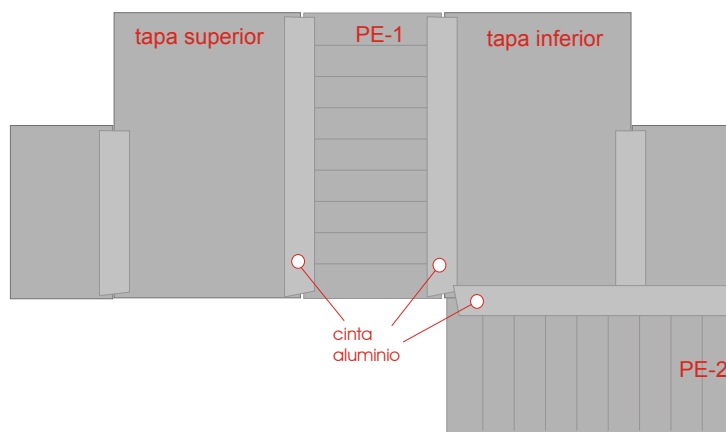 tapa superior
PE-1
tapa inferior
cinta
aluminio
PE-2